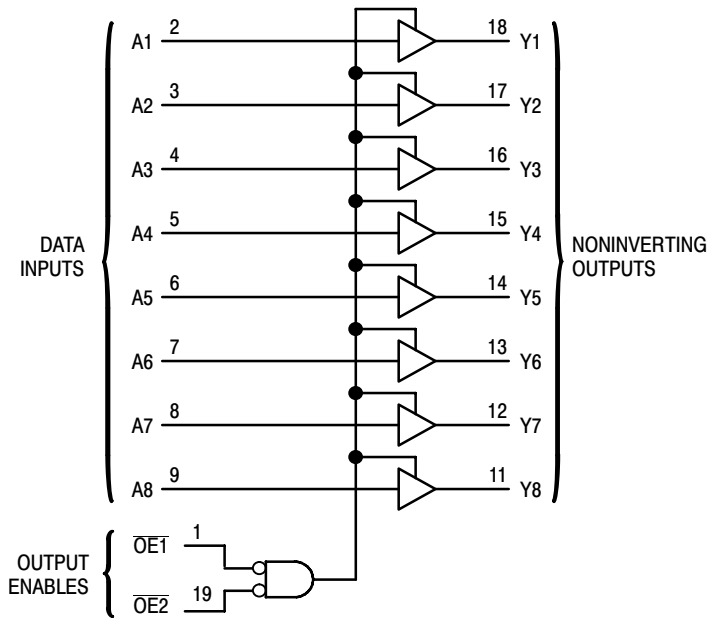 A1 2 18 Y1
A2 3 17 Y2
A3 4 16 Y3
A4 5 15 Y4
DATA
INPUTS
NONINVERTING
OUTPUTS
A5 6 14 Y5
A6 7 13 Y6
A7 8 12 Y7
A8 9 11 Y8
OUTPUT
ENABLES
O̅E̅1̅ 1
O̅E̅2̅ 19